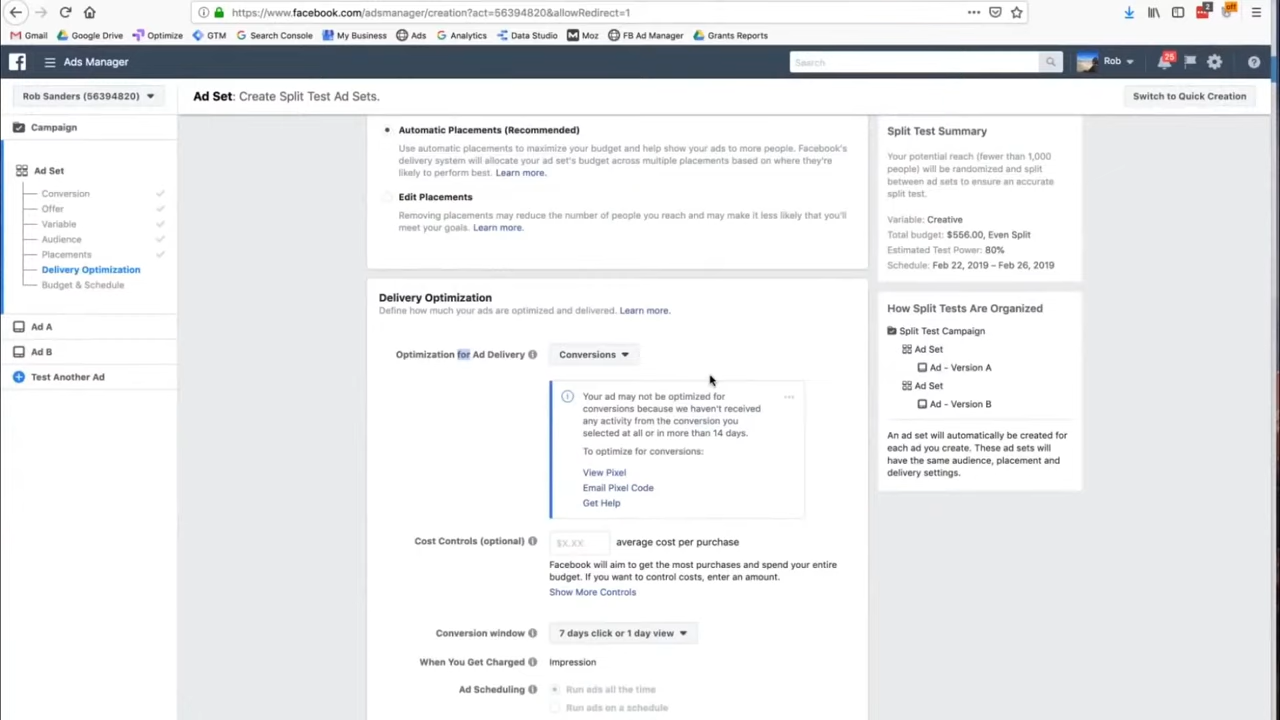 https://www.facebook.com/adsmanager/creation?act=56394820&allowRedirect=1
2
off
Gmail Google Drive Optimize GTM Search Console My Business Ads Analytics Data Studio Moz FB Ad Manager Grants Reports
Ads Manager
Search
Rob
25
Rob Sanders (56394820)
Ad Set: Create Split Test Ad Sets.
Switch to Quick Creation
Campaign
Ad Set
Conversion
Offer
Variable
Audience
Placements
Delivery Optimization
Budget & Schedule
Ad A
Ad B
Test Another Ad
Automatic Placements (Recommended)
Use automatic placements to maximize your budget and help show your ads to more people. Facebook's
delivery system will allocate your ad set's budget across multiple placements based on where they're
likely to perform best. Learn more.
Edit Placements
Removing placements may reduce the number of people you reach and may make it less likely that you'll
meet your goals. Learn more.
Delivery Optimization
Define how much your ads are optimized and delivered. Learn more.
Optimization for Ad Delivery
Conversions
Your ad may not be optimized for
conversions because we haven't received
any activity from the conversion you
selected at all or in more than 14 days.
To optimize for conversions:
View Pixel
Email Pixel Code
Get Help
Cost Controls (optional)
$X.XX
average cost per purchase
Facebook will aim to get the most purchases and spend your entire
budget. If you want to control costs, enter an amount.
Show More Controls
Conversion window
7 days click or 1 day view
When You Get Charged
Impression
Ad Scheduling
Run ads all the time
Run ads on a schedule
Split Test Summary
Your potential reach (fewer than 1,000
people) will be randomized and split
between ad sets to ensure an accurate
split test.
Variable: Creative
Total budget: $556.00, Even Split
Estimated Test Power: 80%
Schedule: Feb 22, 2019 – Feb 26, 2019
How Split Tests Are Organized
Split Test Campaign
Ad Set
Ad - Version A
Ad Set
Ad - Version B
An ad set will automatically be created for
each ad you create. These ad sets will
have the same audience, placement and
delivery settings.